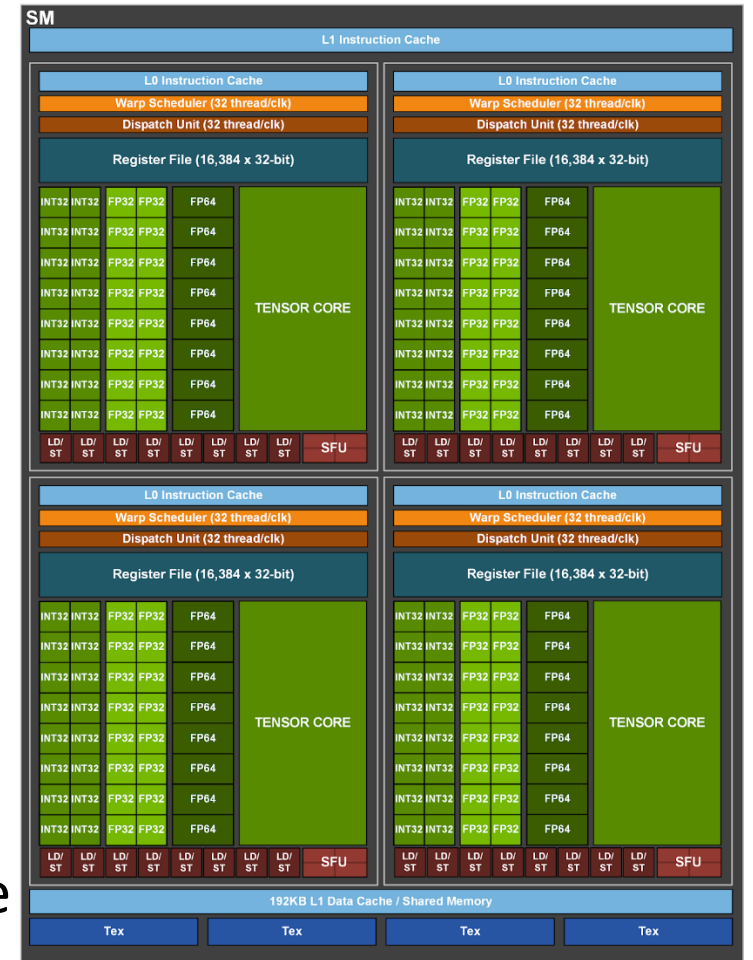 SM
L1 Instruction Cache
L0 Instruction Cache L0 Instruction Cache
Warp Scheduler (32 thread/clk) Warp Scheduler (32 thread/clk)
Dispatch Unit (32 thread/clk) Dispatch Unit (32 thread/clk)
Register File (16,384 x 32-bit) Register File (16,384 x 32-bit)
INT32 INT32 FP32 FP32 FP64 INT32 INT32 FP32 FP32 FP64
INT32 INT32 FP32 FP32 FP64 INT32 INT32 FP32 FP32 FP64
INT32 INT32 FP32 FP32 FP64 INT32 INT32 FP32 FP32 FP64
INT32 INT32 FP32 FP32 FP64 INT32 INT32 FP32 FP32 FP64
TENSOR CORE TENSOR CORE
INT32 INT32 FP32 FP32 FP64 INT32 INT32 FP32 FP32 FP64
INT32 INT32 FP32 FP32 FP64 INT32 INT32 FP32 FP32 FP64
INT32 INT32 FP32 FP32 FP64 INT32 INT32 FP32 FP32 FP64
INT32 INT32 FP32 FP32 FP64 INT32 INT32 FP32 FP32 FP64
LD/ LD/ LD/ LD/ LD/ LD/ LD/ LD/ SFU LD/ LD/ LD/ LD/ LD/ LD/ LD/ LD/ SFU
ST ST ST ST ST ST ST ST ST ST ST ST ST ST ST ST
L0 Instruction Cache L0 Instruction Cache
Warp Scheduler (32 thread/clk) Warp Scheduler (32 thread/clk)
Dispatch Unit (32 thread/clk) Dispatch Unit (32 thread/clk)
Register File (16,384 x 32-bit) Register File (16,384 x 32-bit)
INT32 INT32 FP32 FP32 FP64 INT32 INT32 FP32 FP32 FP64
INT32 INT32 FP32 FP32 FP64 INT32 INT32 FP32 FP32 FP64
INT32 INT32 FP32 FP32 FP64 INT32 INT32 FP32 FP32 FP64
INT32 INT32 FP32 FP32 FP64 INT32 INT32 FP32 FP32 FP64
TENSOR CORE TENSOR CORE
INT32 INT32 FP32 FP32 FP64 INT32 INT32 FP32 FP32 FP64
INT32 INT32 FP32 FP32 FP64 INT32 INT32 FP32 FP32 FP64
INT32 INT32 FP32 FP32 FP64 INT32 INT32 FP32 FP32 FP64
INT32 INT32 FP32 FP32 FP64 INT32 INT32 FP32 FP32 FP64
LD/ LD/ LD/ LD/ LD/ LD/ LD/ LD/ SFU LD/ LD/ LD/ LD/ LD/ LD/ LD/ LD/ SFU
ST ST ST ST ST ST ST ST ST ST ST ST ST ST ST ST
e
192KB L1 Data Cache / Shared Memory
Tex Tex Tex Tex